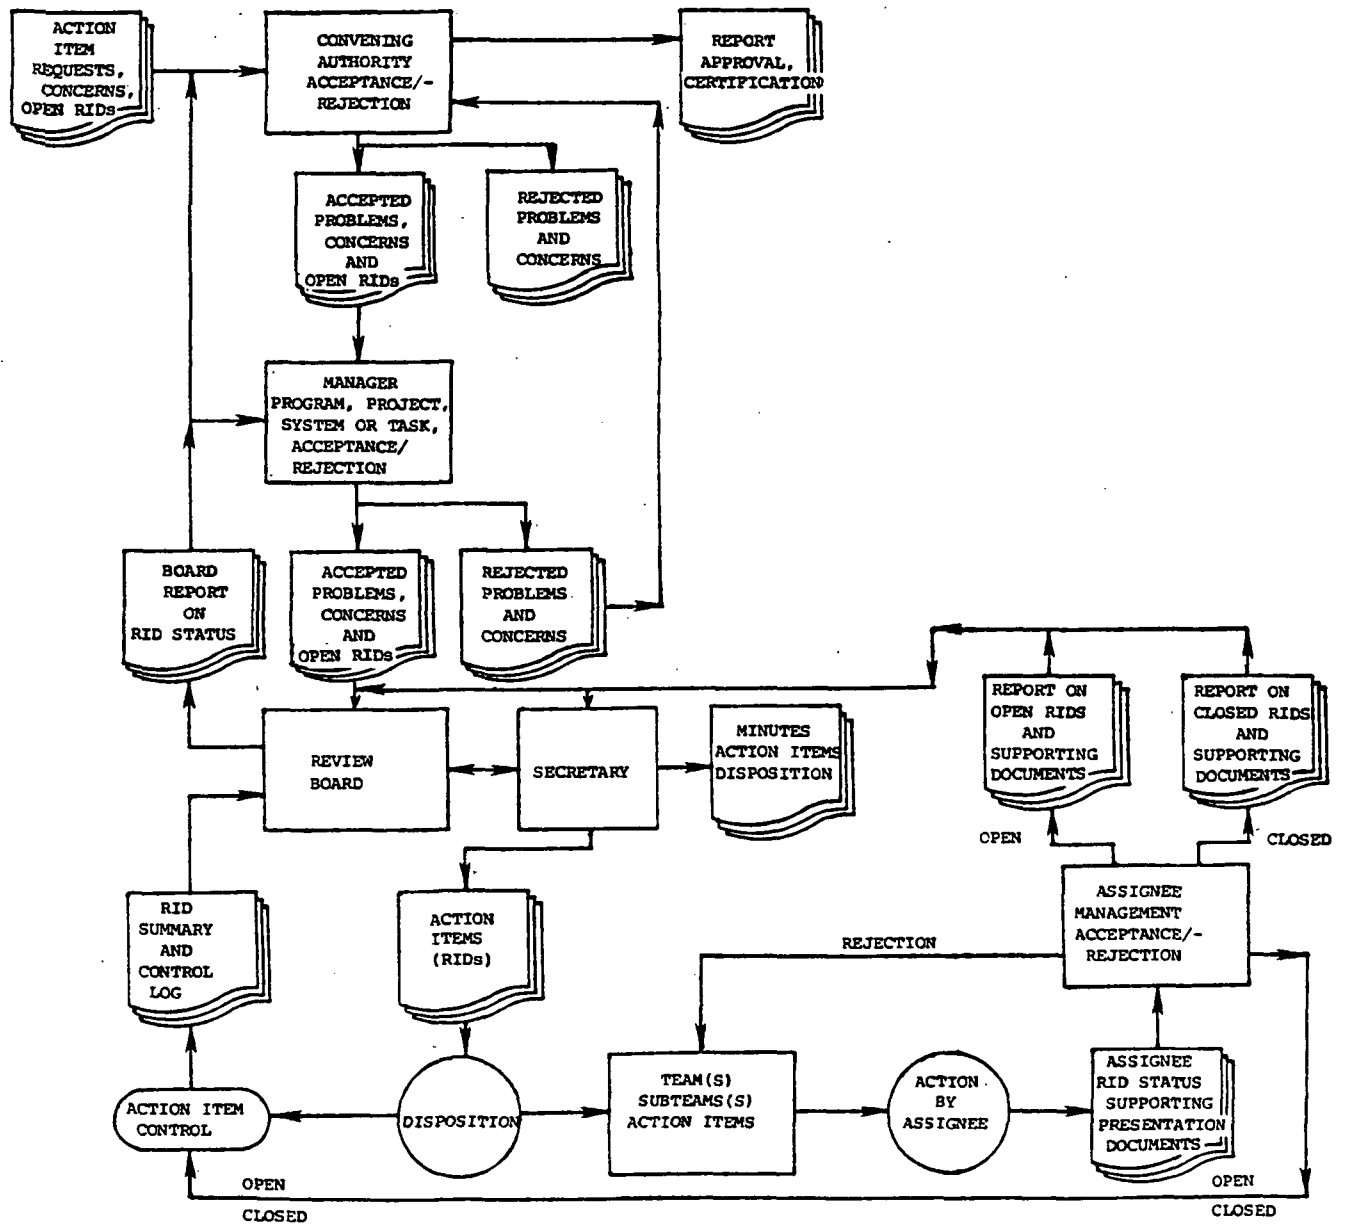 ACTION
ITEM
REQUESTS,
CONCERNS,
OPEN RIDs
CONVENING
AUTHORITY
ACCEPTANCE/-
REJECTION
REPORT
APPROVAL,
CERTIFICATION
ACCEPTED
PROBLEMS,
CONCERNS
AND
OPEN RIDs
REJECTED
PROBLEMS
AND
CONCERNS
MANAGER
PROGRAM, PROJECT,
SYSTEM OR TASK,
ACCEPTANCE/
REJECTION
BOARD
REPORT
ON
RID STATUS
ACCEPTED
PROBLEMS,
CONCERNS
AND
OPEN RIDs
REJECTED
PROBLEMS
AND
CONCERNS
REVIEW
BOARD
SECRETARY
MINUTES
ACTION ITEMS
DISPOSITION
REPORT ON
OPEN RIDS
AND
SUPPORTING
DOCUMENTS
REPORT ON
CLOSED RIDS
AND
SUPPORTING
DOCUMENTS
OPEN
CLOSED
RID
SUMMARY
AND
CONTROL
LOG
ACTION
ITEMS
(RIDs)
REJECTION
ASSIGNEE
MANAGEMENT
ACCEPTANCE/-
REJECTION
ACTION ITEM
CONTROL
DISPOSITION
TEAM(S)
SUBTEAMS(S)
ACTION ITEMS
ACTION
BY
ASSIGNEE
ASSIGNEE
RID STATUS
SUPPORTING
PRESENTATION
DOCUMENTS
OPEN
CLOSED
OPEN
CLOSED